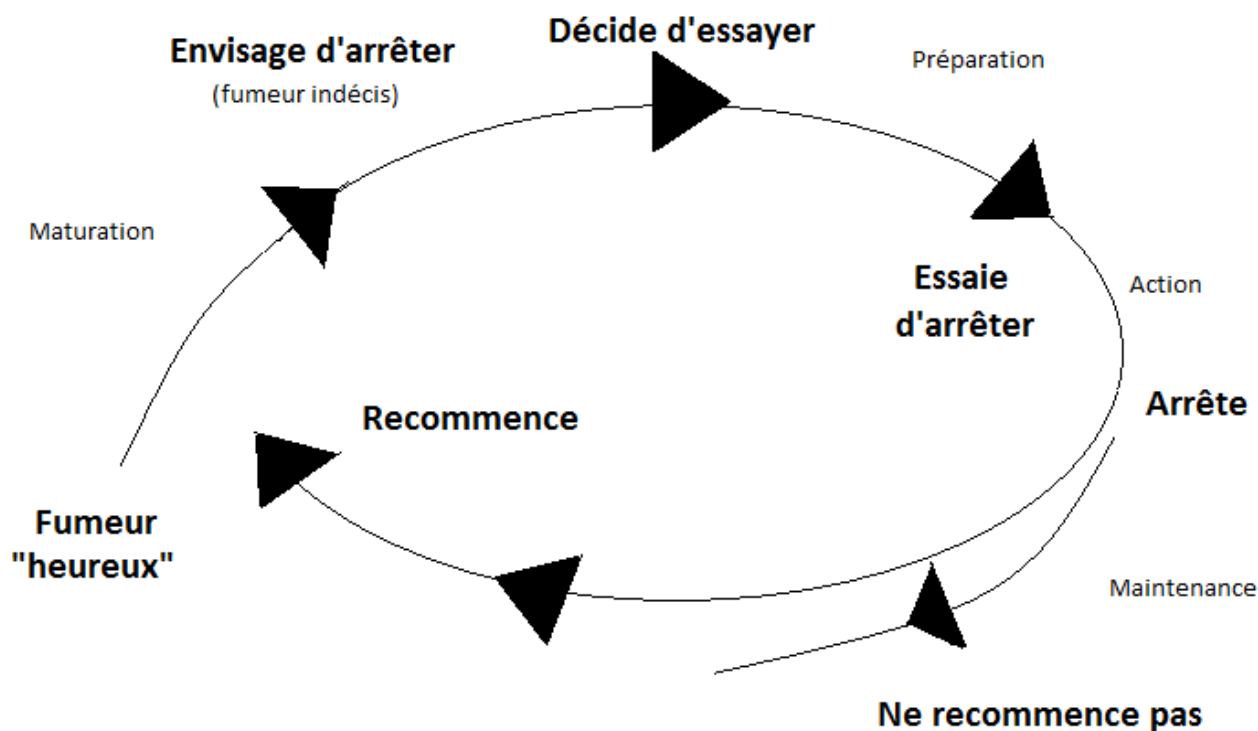 Décide d'essayer
Envisage d'arrêter
(fumeur indécis)
Préparation
Maturation
Essaie
d'arrêter
Action
Arrête
Recommence
Fumeur
"heureux"
Maintenance
Ne recommence pas